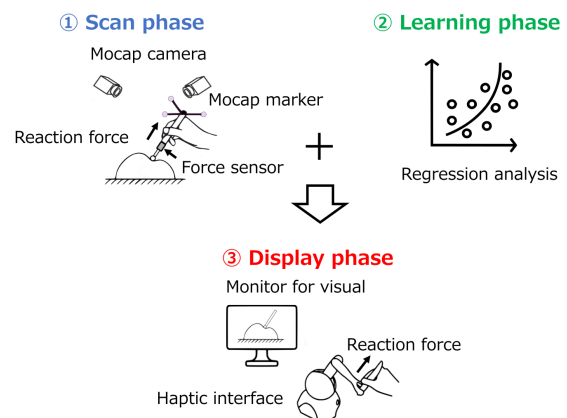 ① Scan phase
② Learning phase
Mocap camera
Mocap marker
Reaction force
Force sensor
Regression analysis
③ Display phase
Monitor for visual
Reaction force
Haptic interface